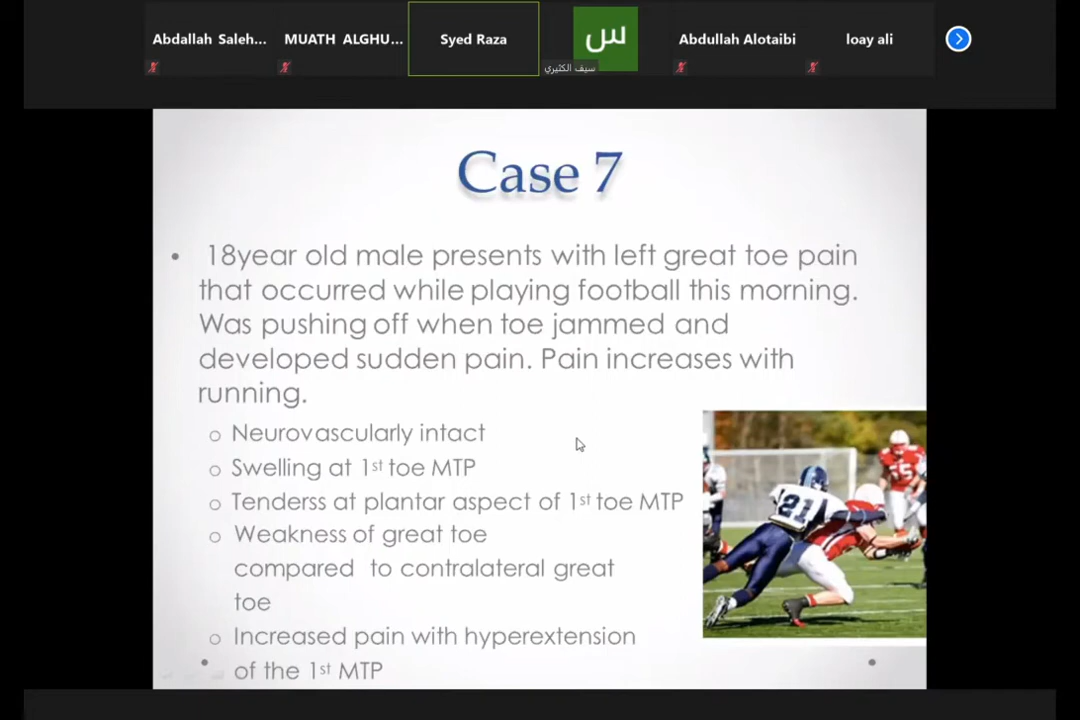 Abdallah Saleh...
MUATH ALGHU...
Syed Raza
س
سيف الكثيري
Abdullah Alotaibi
loay ali
Case 7
• 18year old male presents with left great toe pain
that occurred while playing football this morning.
Was pushing off when toe jammed and
developed sudden pain. Pain increases with
running.
o Neurovascularly intact
o Swelling at 1st toe MTP
o Tenderss at plantar aspect of 1st toe MTP
o Weakness of great toe
compared to contralateral great
toe
o Increased pain with hyperextension
of the 1st MTP
21
55